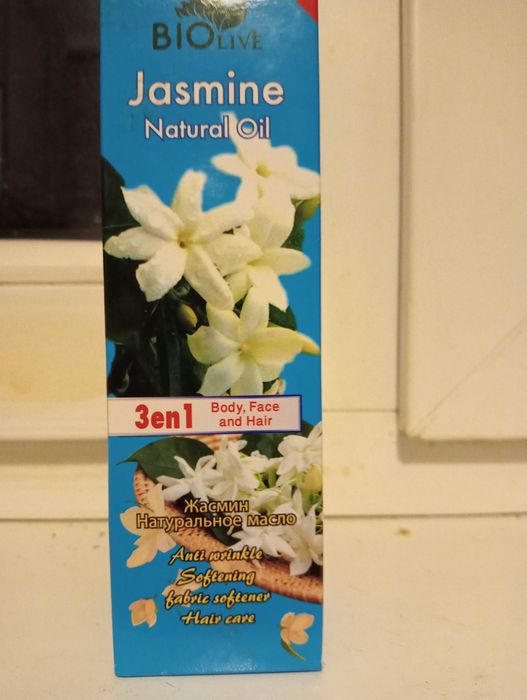 BIOLIVE
Jasmine
Natural Oil
3en1
Body, Face
and Hair
Жасмин
Натуральное масло
Anti wrinkle
Softening
fabric softener
Hair care